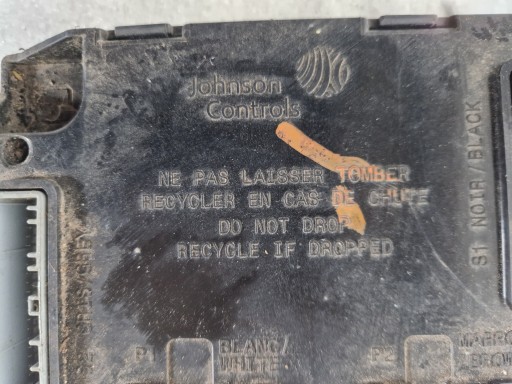 Johnson
Controls
NE PAS LAISSER TOMBER
RECYCLER EN CAS DE CHUTE
DO NOT DROP
RECYCLE IF DROPPED
S1 NOIR/BLACK
P1
BLANC/
WHITE
P2